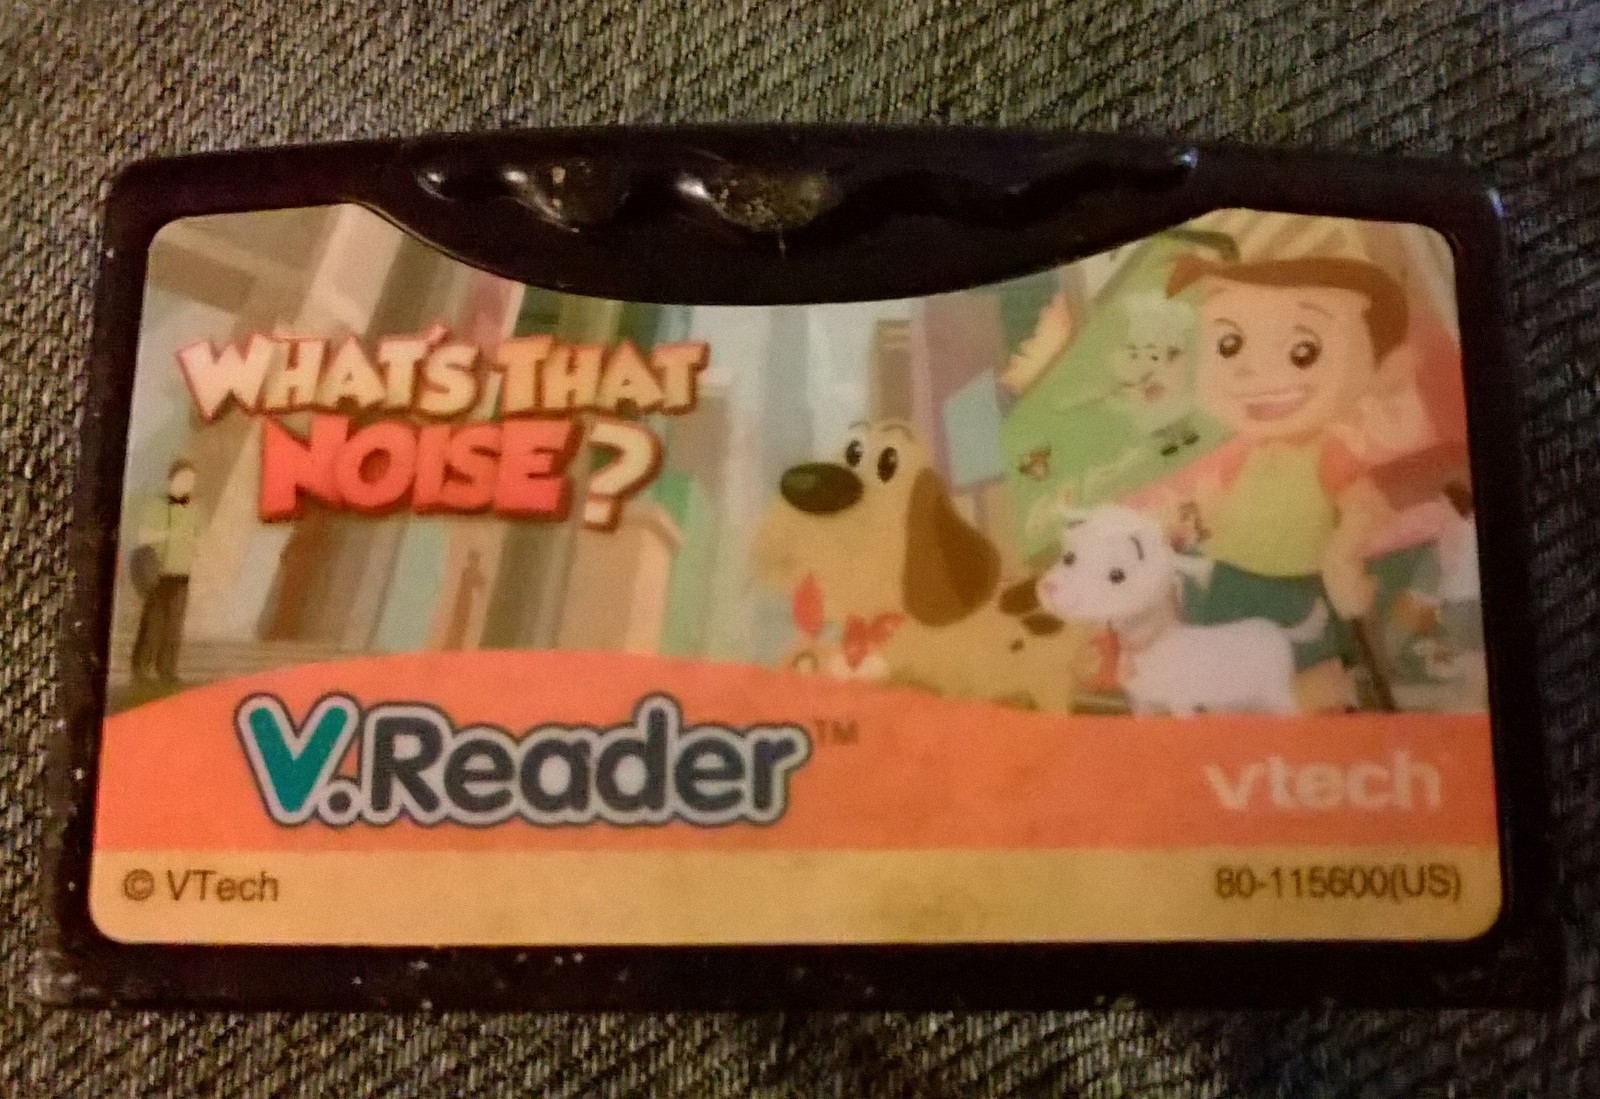 WHAT'S THAT
NOISE?
V.Reader™
vtech
© VTech
80-115600(US)